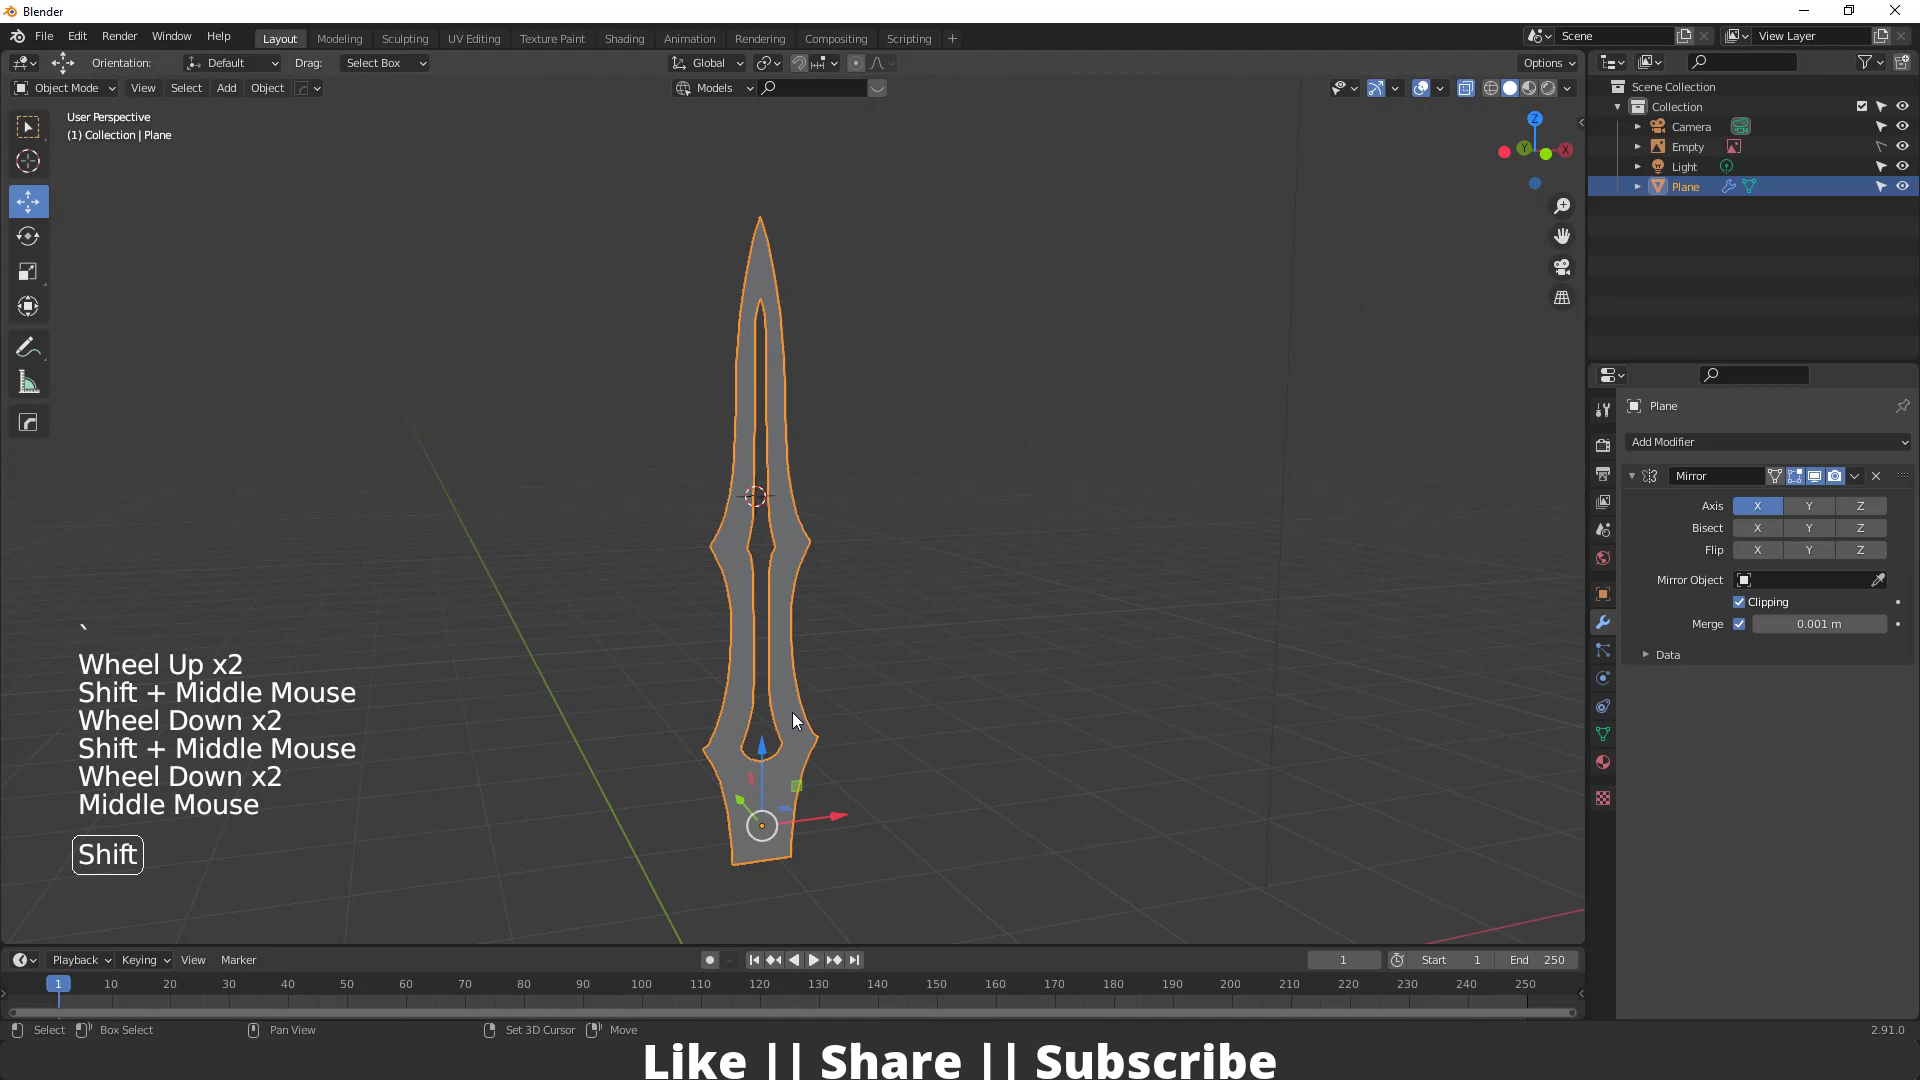 Blender
File Edit Render Window Help
Layout Modeling Sculpting UV Editing Texture Paint Shading Animation Rendering Compositing Scripting +
Scene
View Layer
Orientation: Default Drag: Select Box
Global
Options
Object Mode View Select Add Object
Models
User Perspective
(1) Collection | Plane
Z
Y
X
Scene Collection
Collection
Camera
Empty
Light
Plane
Plane
Add Modifier
Mirror
Axis X Y Z
Bisect X Y Z
Flip X Y Z
Mirror Object
Clipping
Merge 0.001 m
Data
`
Wheel Up x2
Shift + Middle Mouse
Wheel Down x2
Shift + Middle Mouse
Wheel Down x2
Middle Mouse
Shift
Playback Keying View Marker
1 Start 1 End 250
1 10 20 30 40 50 60 70 80 90 100 110 120 130 140 150 160 170 180 190 200 210 220 230 240 250
Select Box Select Pan View Set 3D Cursor Move
2.91.0
Like || Share || Subscribe